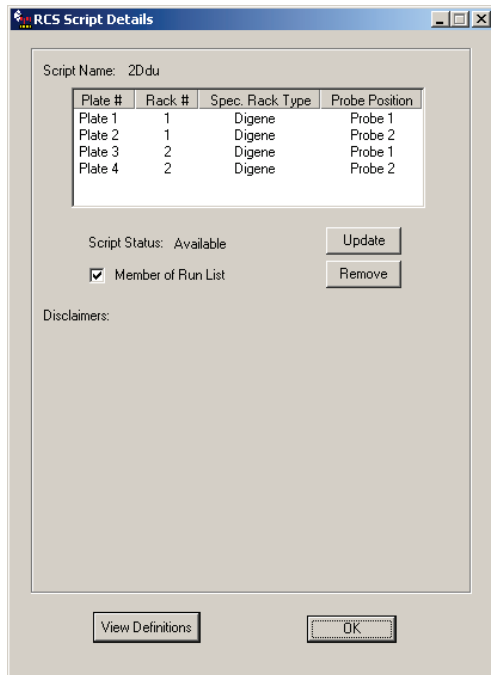 RCS Script Details
Script Name: 2Ddu
Plate # Rack # Spec. Rack Type Probe Position
Plate 1 1 Digene Probe 1
Plate 2 1 Digene Probe 2
Plate 3 2 Digene Probe 1
Plate 4 2 Digene Probe 2
Script Status: Available Update
Member of Run List Remove
Disclaimers:
View Definitions OK